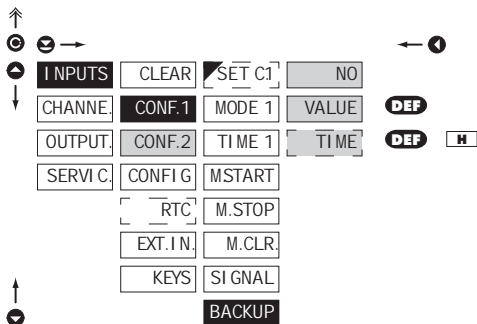 INPUTS CLEAR SET C1 NO
CHANNE. CONF.1 MODE 1 VALUE DEF
OUTPUT. CONF.2 TIME 1 TIME DEF H
SERVIC. CONFIG MSTART
RTC M.STOP
EXT.IN. M.CLR.
KEYS SIGNAL
BACKUP